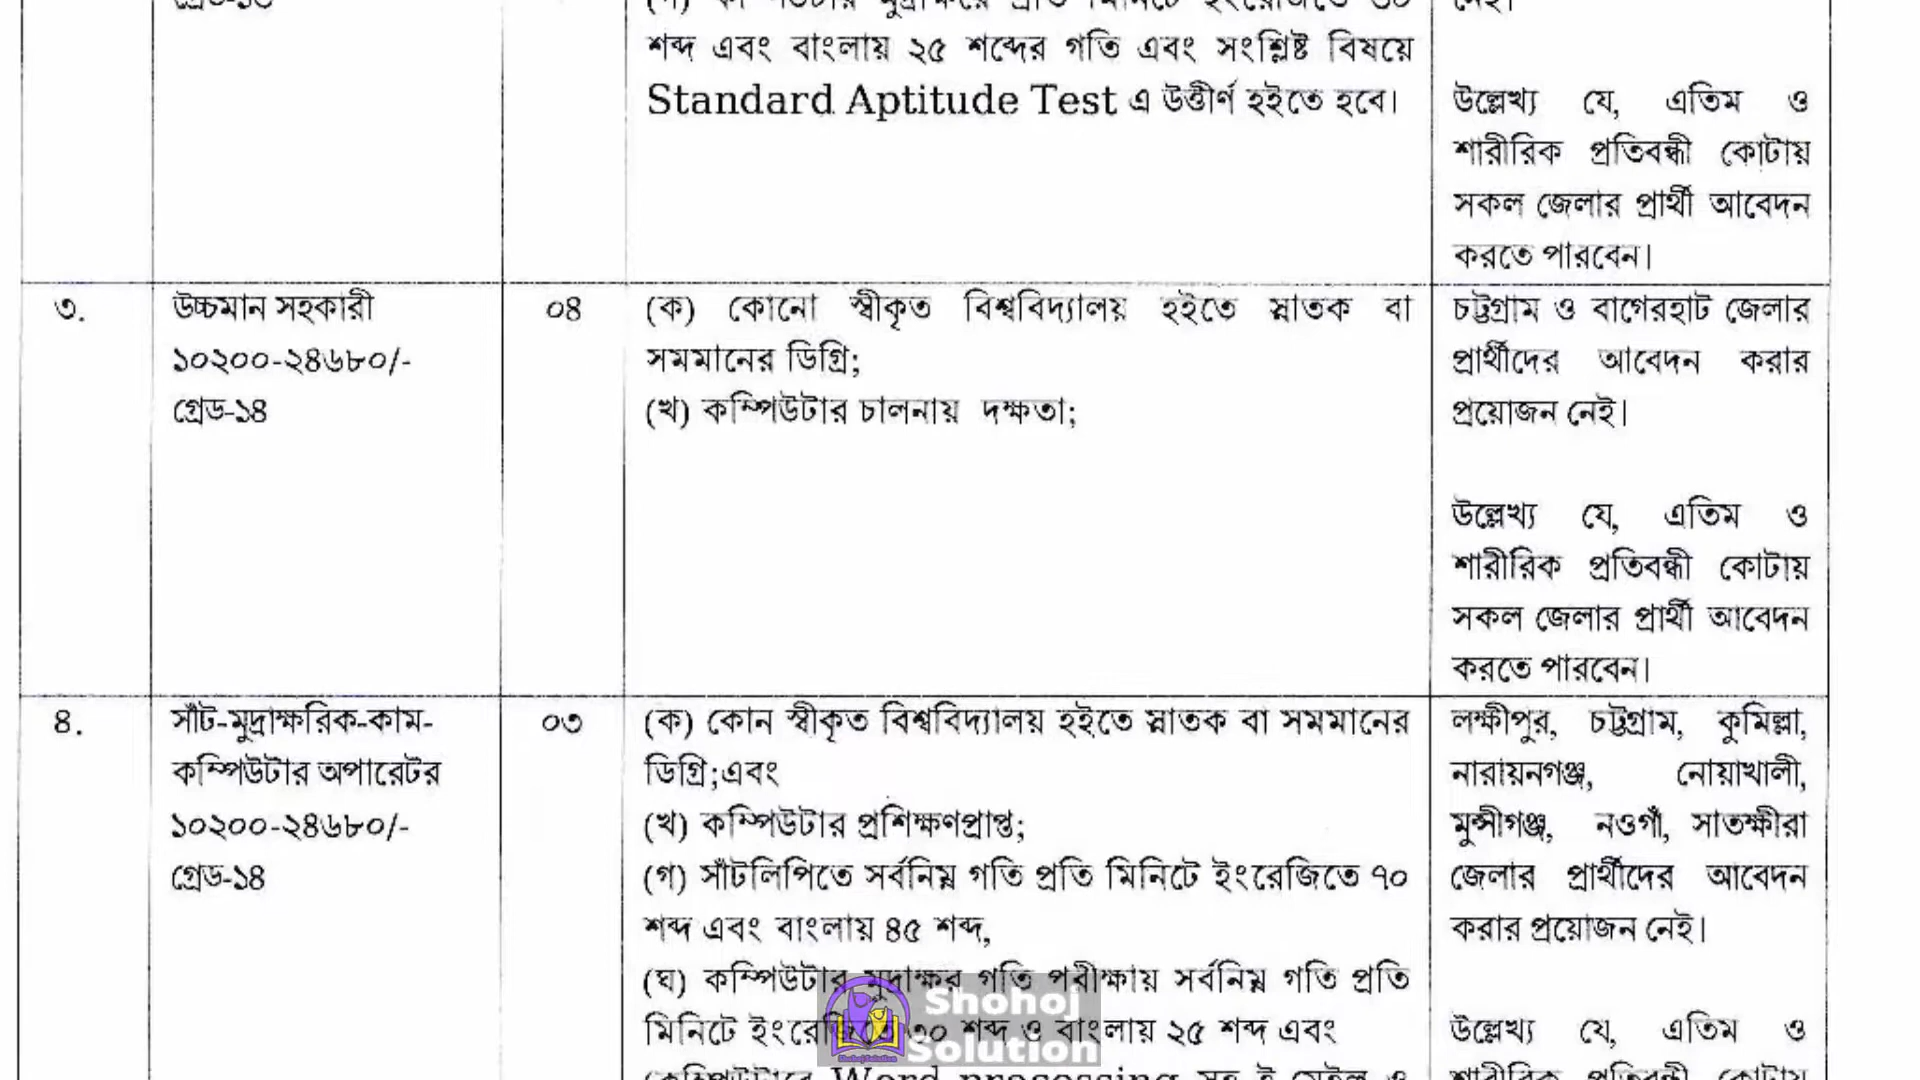 শব্দ এবং বাংলায় ২৫ শব্দের গতি এবং সংশ্লিষ্ট বিষয়ে
Standard Aptitude Test এ উত্তীর্ণ হইতে হবে।
নেই।
উল্লেখ্য যে, এতিম ও
শারীরিক প্রতিবন্ধী কোটায়
সকল জেলার প্রার্থী আবেদন
করতে পারবেন।
৩.
উচ্চমান সহকারী
১০২০০-২৪৬৮০/-
গ্রেড-১৪
০৪
(ক) কোনো স্বীকৃত বিশ্ববিদ্যালয় হইতে স্নাতক বা
সমমানের ডিগ্রি;
(খ) কম্পিউটার চালনায় দক্ষতা;
চট্টগ্রাম ও বাগেরহাট জেলার
প্রার্থীদের আবেদন করার
প্রয়োজন নেই।
উল্লেখ্য যে, এতিম ও
শারীরিক প্রতিবন্ধী কোটায়
সকল জেলার প্রার্থী আবেদন
করতে পারবেন।
৪.
সাঁট-মুদ্রাক্ষরিক-কাম-
কম্পিউটার অপারেটর
১০২০০-২৪৬৮০/-
গ্রেড-১৪
০৩
(ক) কোন স্বীকৃত বিশ্ববিদ্যালয় হইতে স্নাতক বা সমমানের
ডিগ্রি;এবং
(খ) কম্পিউটার প্রশিক্ষণপ্রাপ্ত;
(গ) সাঁটলিপিতে সর্বনিম্ন গতি প্রতি মিনিটে ইংরেজিতে ৭০
শব্দ এবং বাংলায় ৪৫ শব্দ,
(ঘ) কম্পিউটার মুদ্রাক্ষর গতি পরীক্ষায় সর্বনিম্ন গতি প্রতি
মিনিটে ইংরেজিতে ৩০ শব্দ ও বাংলায় ২৫ শব্দ এবং
লক্ষীপুর, চট্টগ্রাম, কুমিল্লা,
নারায়নগঞ্জ, নোয়াখালী,
মুন্সীগঞ্জ, নওগাঁ, সাতক্ষীরা
জেলার প্রার্থীদের আবেদন
করার প্রয়োজন নেই।
উল্লেখ্য যে, এতিম ও
শারীরিক প্রতিবন্ধী কোটায়
Shohoj
Solution